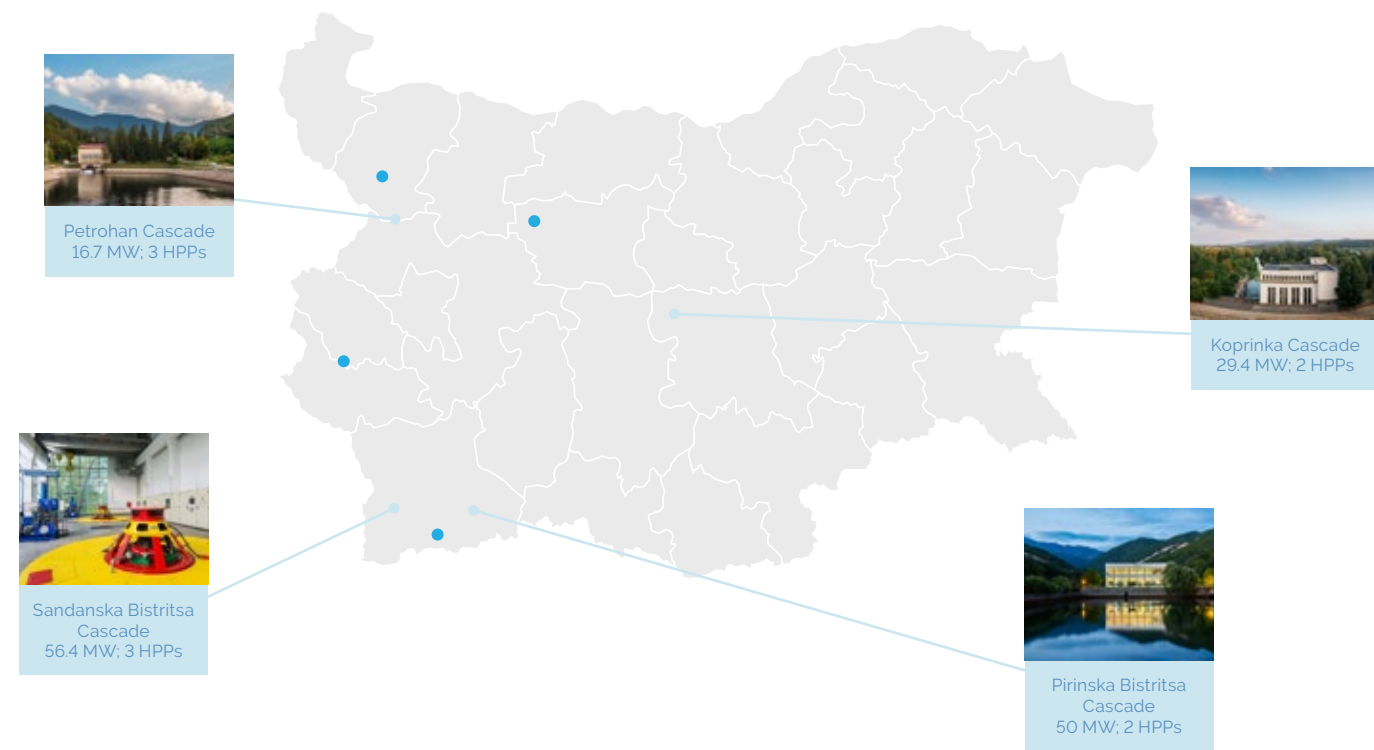 Petrohan Cascade
16.7 MW; 3 HPPs
Koprinka Cascade
29.4 MW; 2 HPPs
Sandanska Bistritsa
Cascade
56.4 MW; 3 HPPs
Pirinska Bistritsa
Cascade
50 MW; 2 HPPs